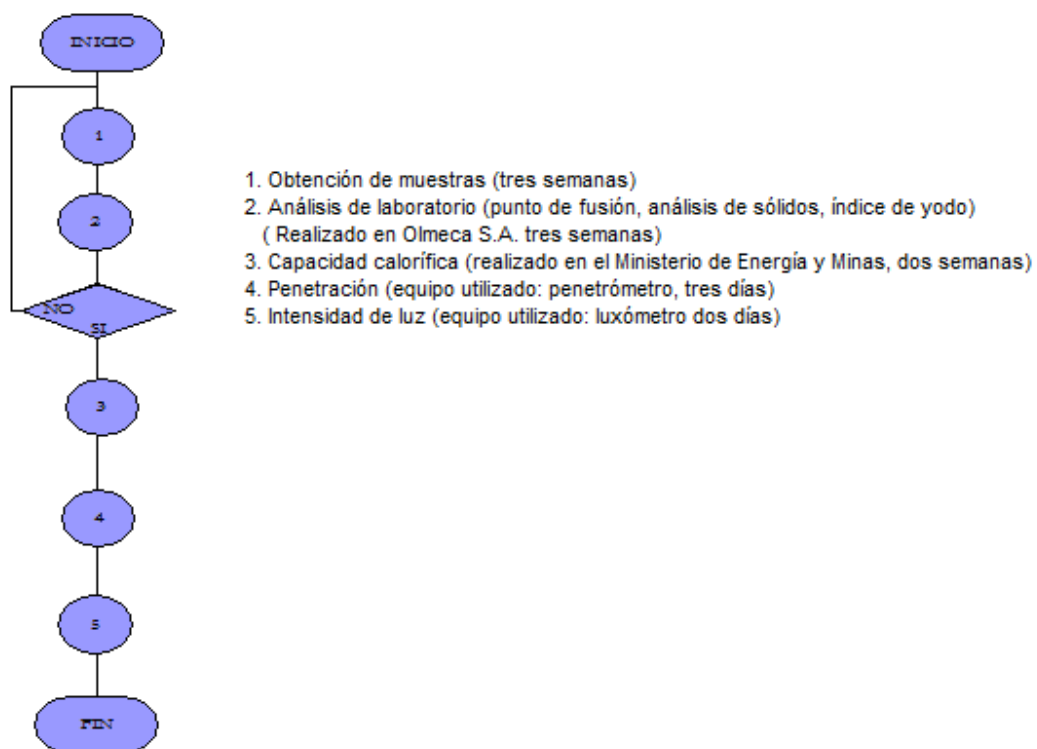 INICIO
1
2
NO
SI
3
4
5
FIN
1. Obtención de muestras (tres semanas)
2. Análisis de laboratorio (punto de fusión, análisis de sólidos, índice de yodo)
( Realizado en Olmeca S.A. tres semanas)
3. Capacidad calorífica (realizado en el Ministerio de Energía y Minas, dos semanas)
4. Penetración (equipo utilizado: penetrómetro, tres días)
5. Intensidad de luz (equipo utilizado: luxómetro dos días)